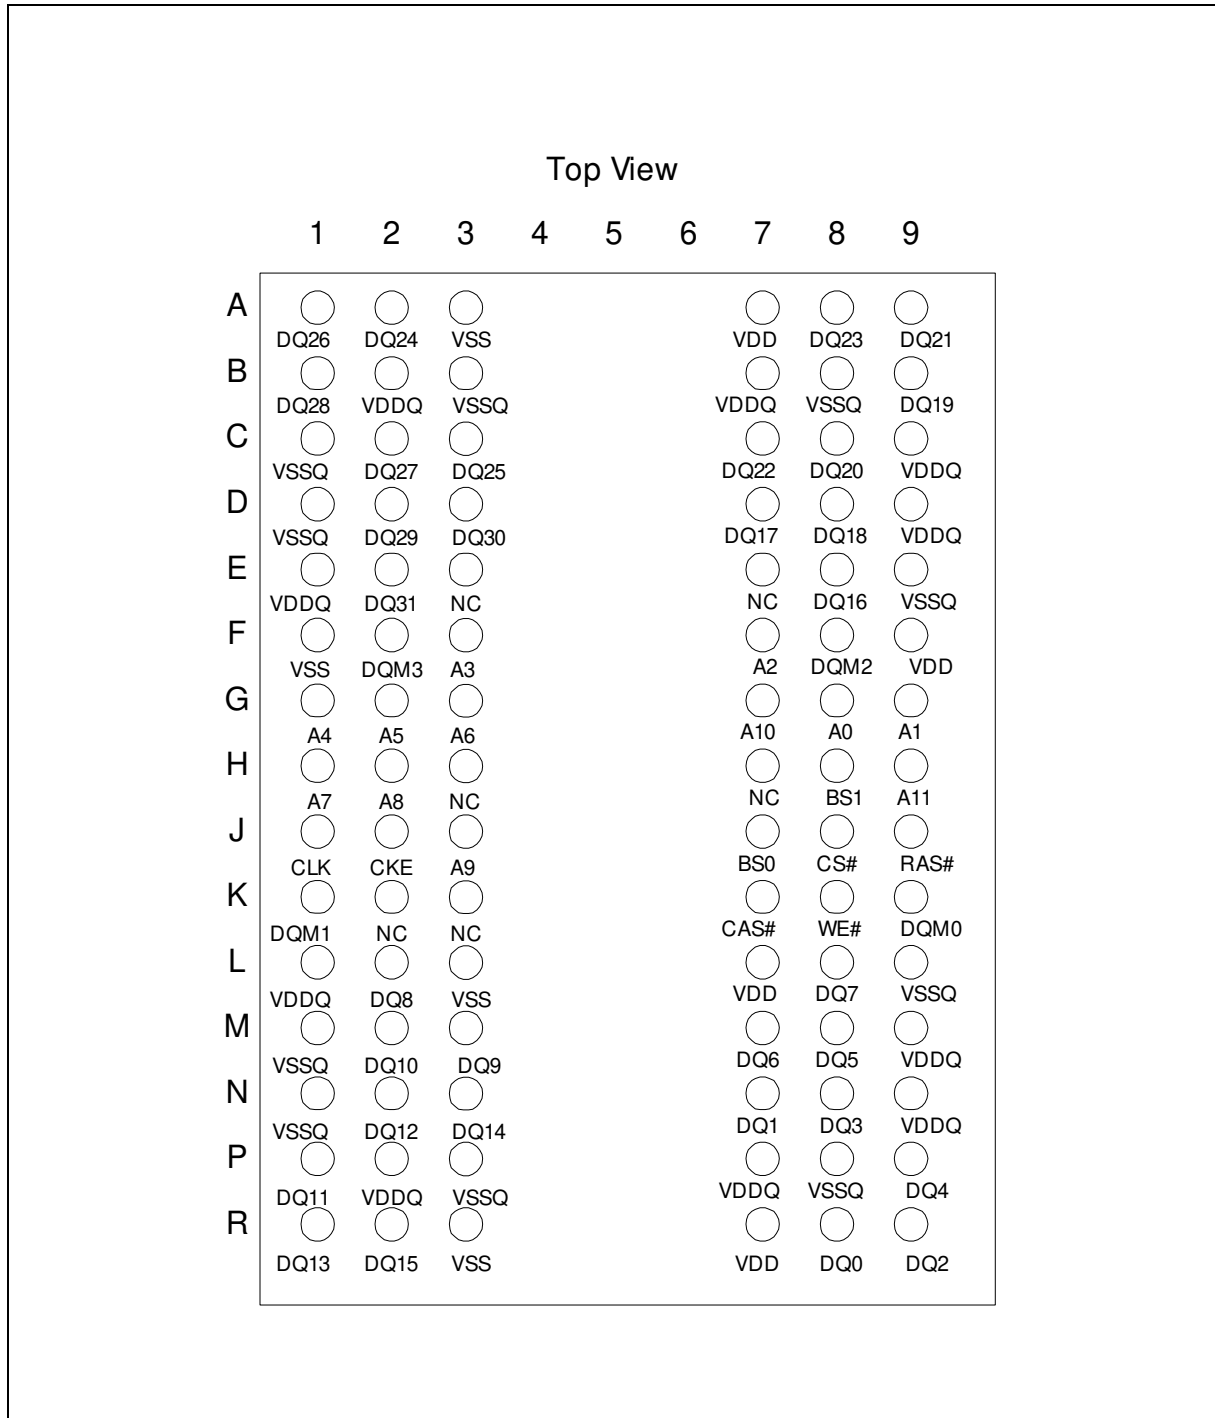 Top View
1 2 3 4 5 6 7 8 9
A
DQ26 DQ24 VSS VDD DQ23 DQ21
B
DQ28 VDDQ VSSQ VDDQ VSSQ DQ19
C
VSSQ DQ27 DQ25 DQ22 DQ20 VDDQ
D
VSSQ DQ29 DQ30 DQ17 DQ18 VDDQ
E
VDDQ DQ31 NC NC DQ16 VSSQ
F
VSS DQM3 A3 A2 DQM2 VDD
G
A4 A5 A6 A10 A0 A1
H
A7 A8 NC NC BS1 A11
J
CLK CKE A9 BS0 CS# RAS#
K
DQM1 NC NC CAS# WE# DQM0
L
VDDQ DQ8 VSS VDD DQ7 VSSQ
M
VSSQ DQ10 DQ9 DQ6 DQ5 VDDQ
N
VSSQ DQ12 DQ14 DQ1 DQ3 VDDQ
P
DQ11 VDDQ VSSQ VDDQ VSSQ DQ4
R
DQ13 DQ15 VSS VDD DQ0 DQ2